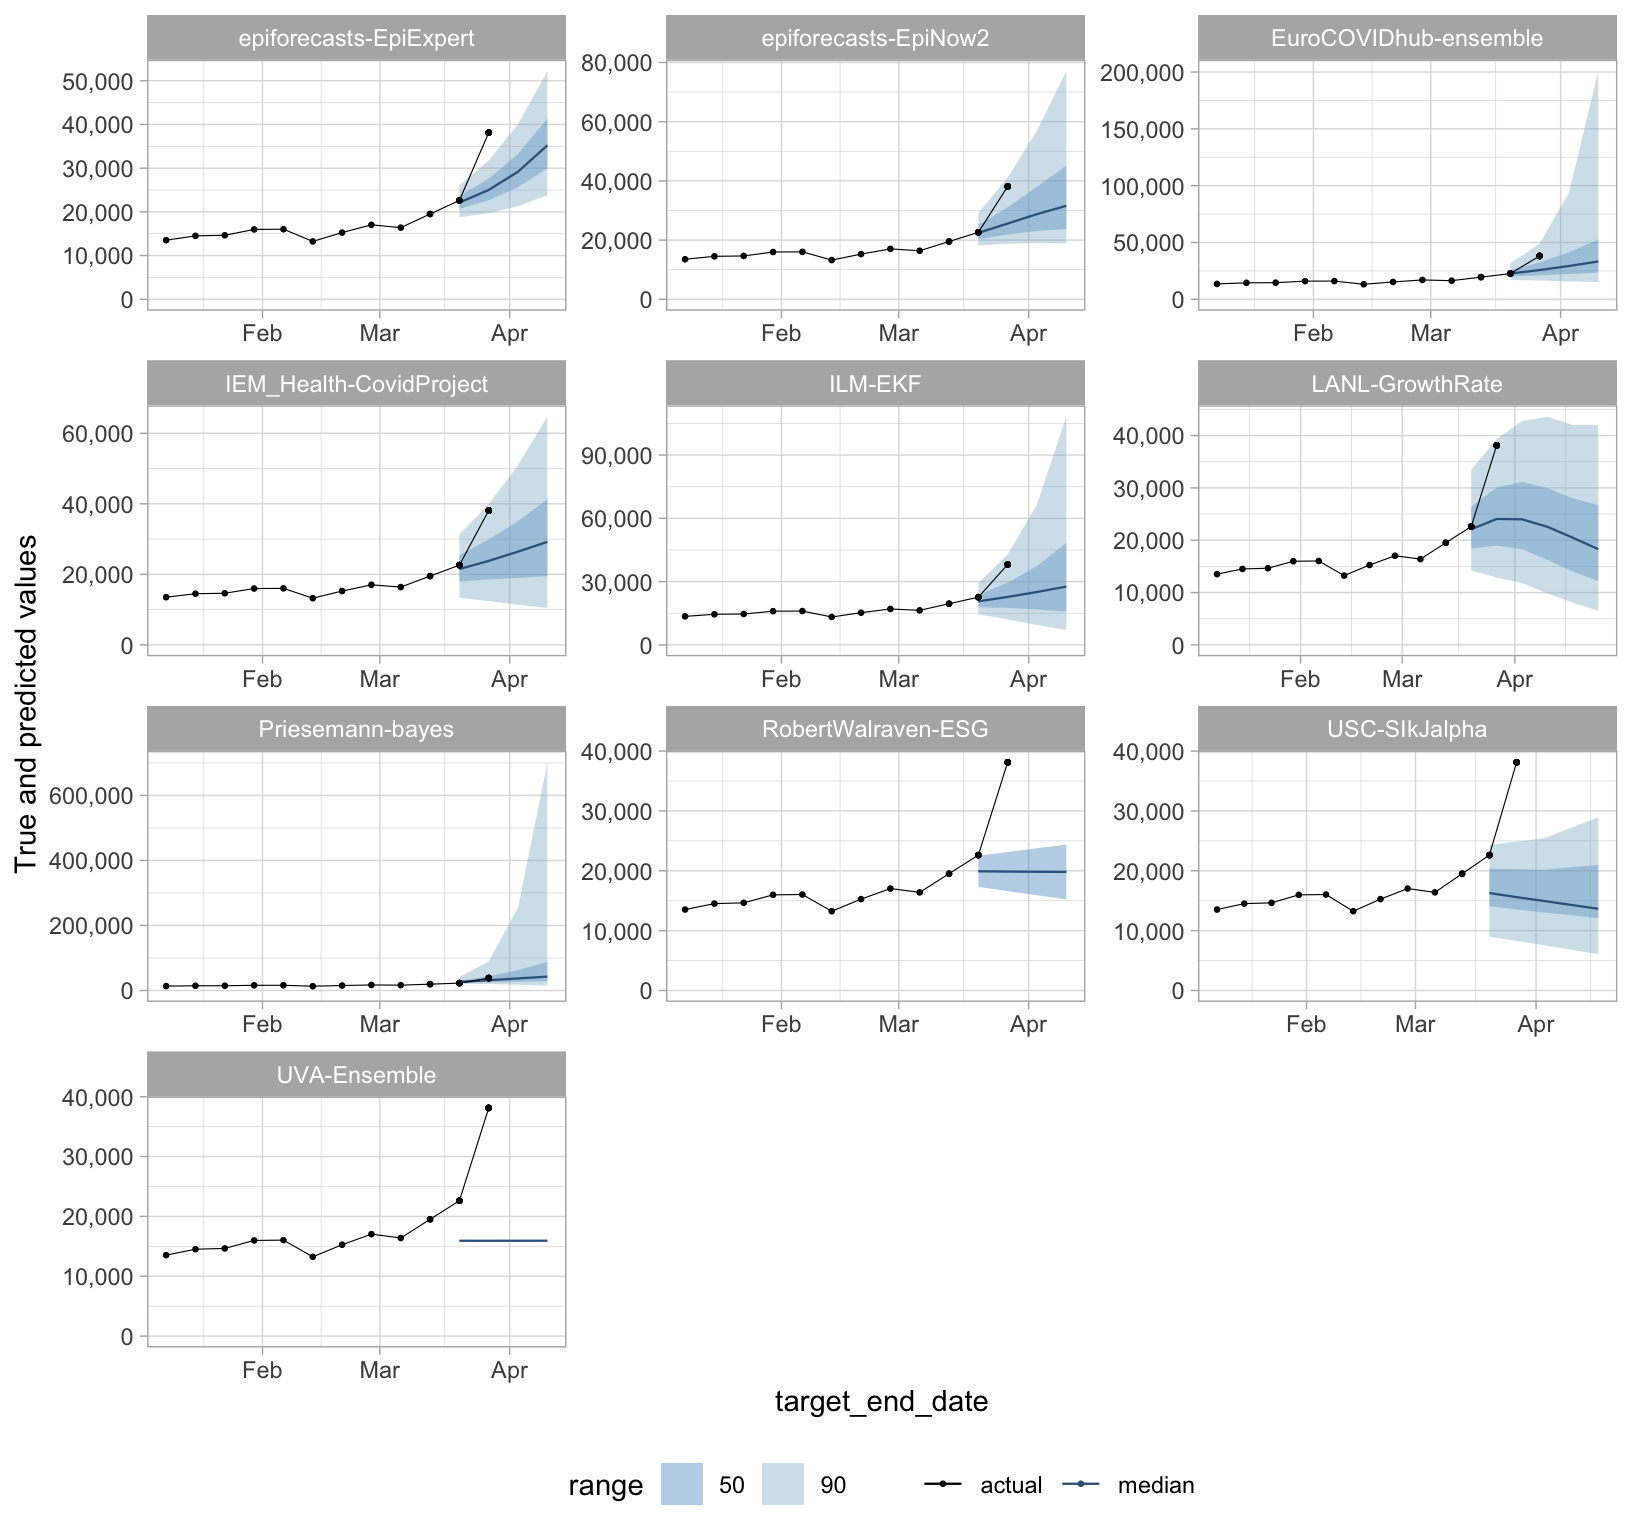 epiforecasts-EpiExpert
epiforecasts-EpiNow2
EuroCOVIDhub-ensemble
50,000
40,000
30,000
20,000
10,000
0
Feb Mar Apr
80,000
60,000
40,000
20,000
0
Feb Mar Apr
200,000
150,000
100,000
50,000
0
Feb Mar Apr
IEM_Health-CovidProject
ILM-EKF
LANL-GrowthRate
60,000
40,000
20,000
0
Feb Mar Apr
90,000
60,000
30,000
0
Feb Mar Apr
40,000
30,000
20,000
10,000
0
Feb Mar Apr
True and predicted values
Priesemann-bayes
RobertWalraven-ESG
USC-SIkJalpha
600,000
400,000
200,000
0
Feb Mar Apr
40,000
30,000
20,000
10,000
0
Feb Mar Apr
40,000
30,000
20,000
10,000
0
Feb Mar Apr
UVA-Ensemble
40,000
30,000
20,000
10,000
0
Feb Mar Apr
target_end_date
range 50 90 actual median